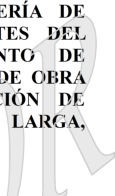 ERÍA DE
TES DEL
NTO DE
DE OBRA
CIÓN DE
LARGA,